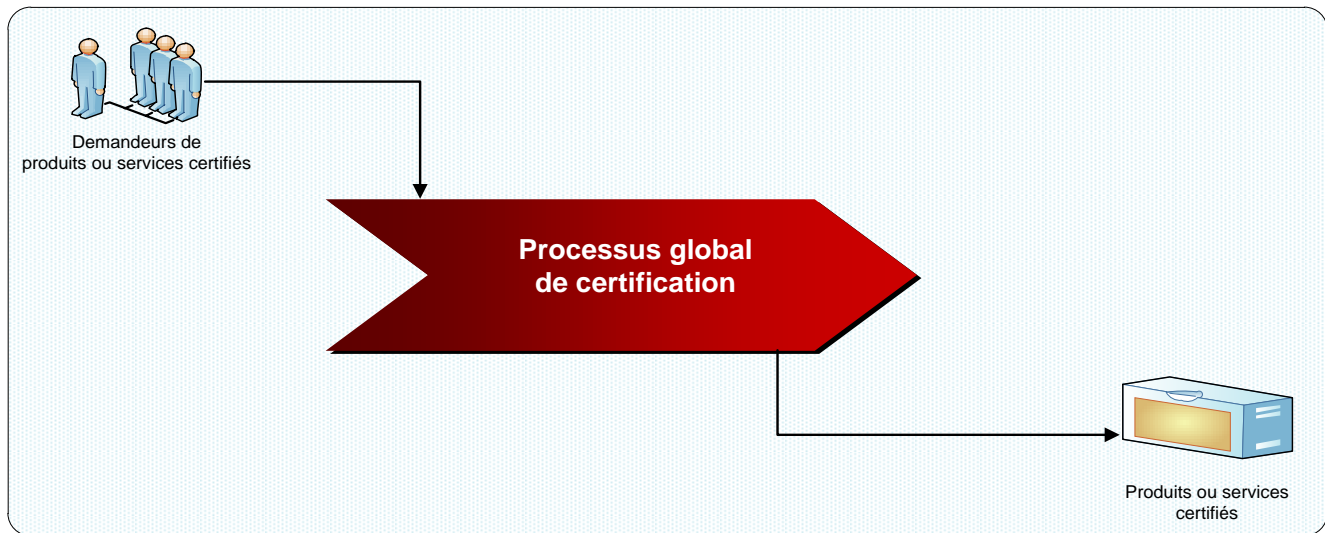 Demandeurs de
produits ou services certifiés
Processus global
de certification
Produits ou services
certifiés